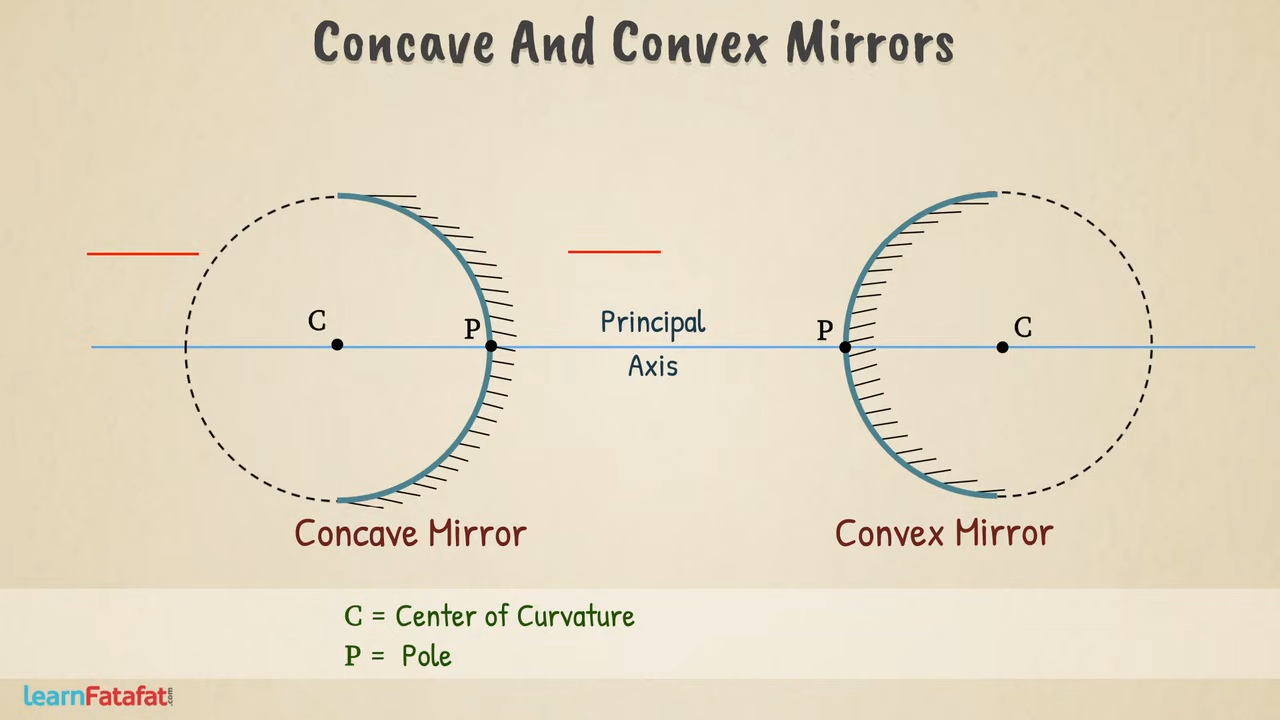 Concave And Convex Mirrors
C
P
Principal
Axis
P
C
Concave Mirror
Convex Mirror
C = Center of Curvature
P = Pole
learnFatafat.com